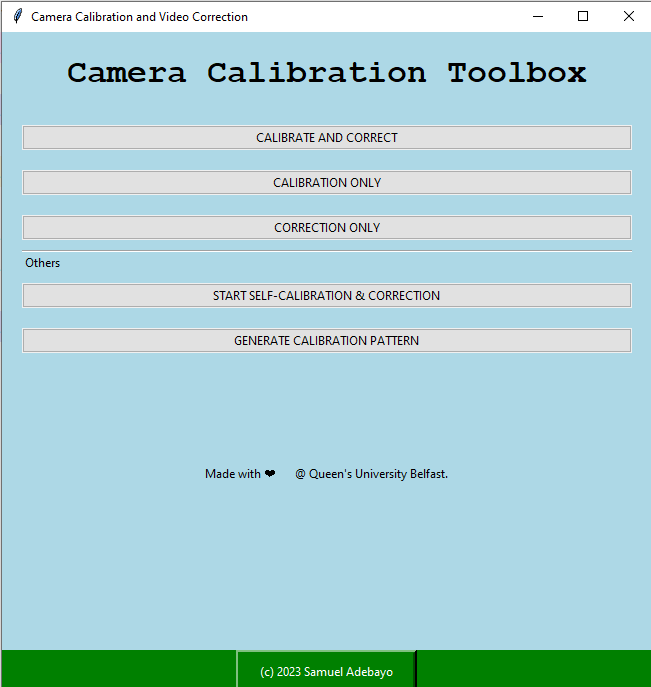 Camera Calibration and Video Correction
Camera Calibration Toolbox
CALIBRATE AND CORRECT
CALIBRATION ONLY
CORRECTION ONLY
Others
START SELF-CALIBRATION & CORRECTION
GENERATE CALIBRATION PATTERN
Made with ❤ @ Queen's University Belfast.
(c) 2023 Samuel Adebayo